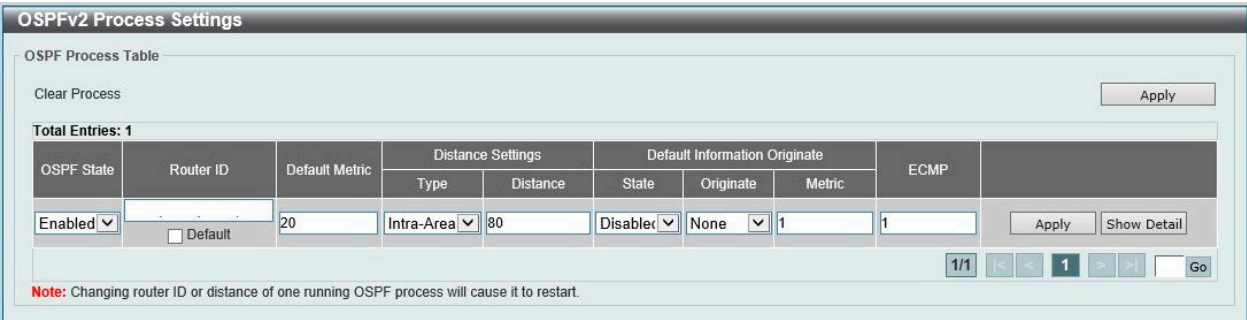 OSPFv2 Process Settings
OSPF Process Table
Clear Process Apply
Total Entries: 1
OSPF State Router ID Default Metric Distance Settings Default Information Originate ECMP
Type Distance State Originate Metric
Enabled . . . 20 Intra-Area 80 Disabled None 1 1 Apply Show Detail
Default
1/1 |< < 1 > >| Go
Note: Changing router ID or distance of one running OSPF process will cause it to restart.